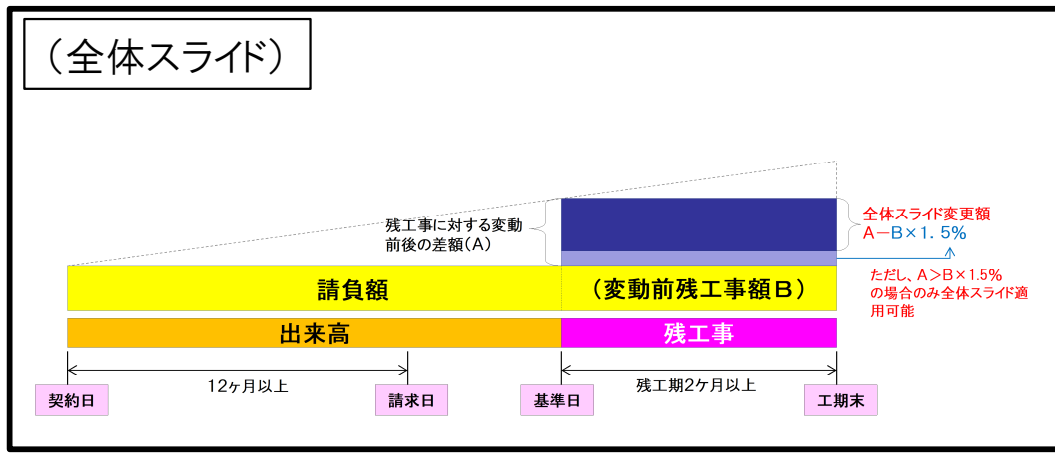 （全体スライド）
残工事に対する変動
前後の差額（A）
全体スライド変更額
A－B×1．5％
ただし、A＞B×1.5％
の場合のみ全体スライド適
用可能
請負額
（変動前残工事額B）
出来高
残工事
12ヶ月以上
残工期2ケ月以上
契約日
請求日
基準日
工期末